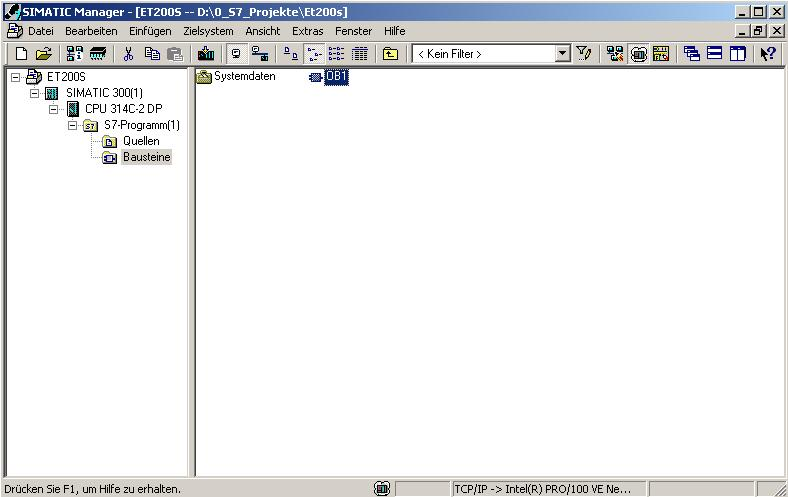 SIMATIC Manager - [ET200S -- D:\0_S7_Projekte\Et200s]
Datei Bearbeiten Einfügen Zielsystem Ansicht Extras Fenster Hilfe
< Kein Filter >
ET200S
SIMATIC 300(1)
CPU 314C-2 DP
S7-Programm(1)
Quellen
Bausteine
Systemdaten OB1
Drücken Sie F1, um Hilfe zu erhalten. TCP/IP -> Intel(R) PRO/100 VE Ne...